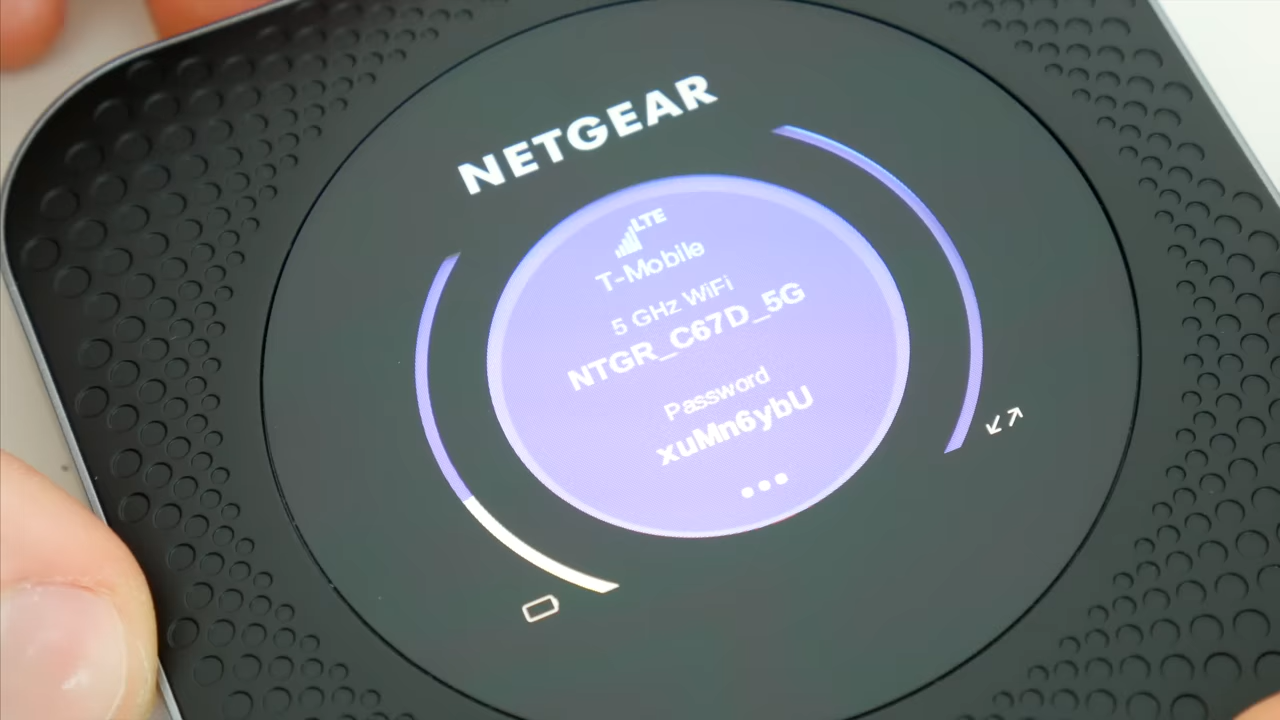 NETGEAR
LTE
T-Mobile
5 GHz WiFi
NTGR_C67D_5G
Password
xuMn6ybU